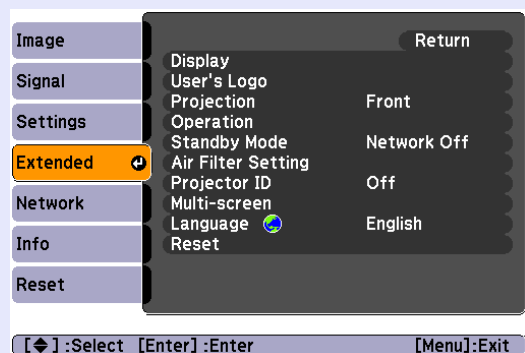 Image
Signal
Settings
Extended
Network
Info
Reset
Return
Display
User's Logo
Projection Front
Operation
Standby Mode Network Off
Air Filter Setting
Projector ID Off
Multi-screen
Language English
Reset
[◆] :Select [Enter] :Enter [Menu]:Exit